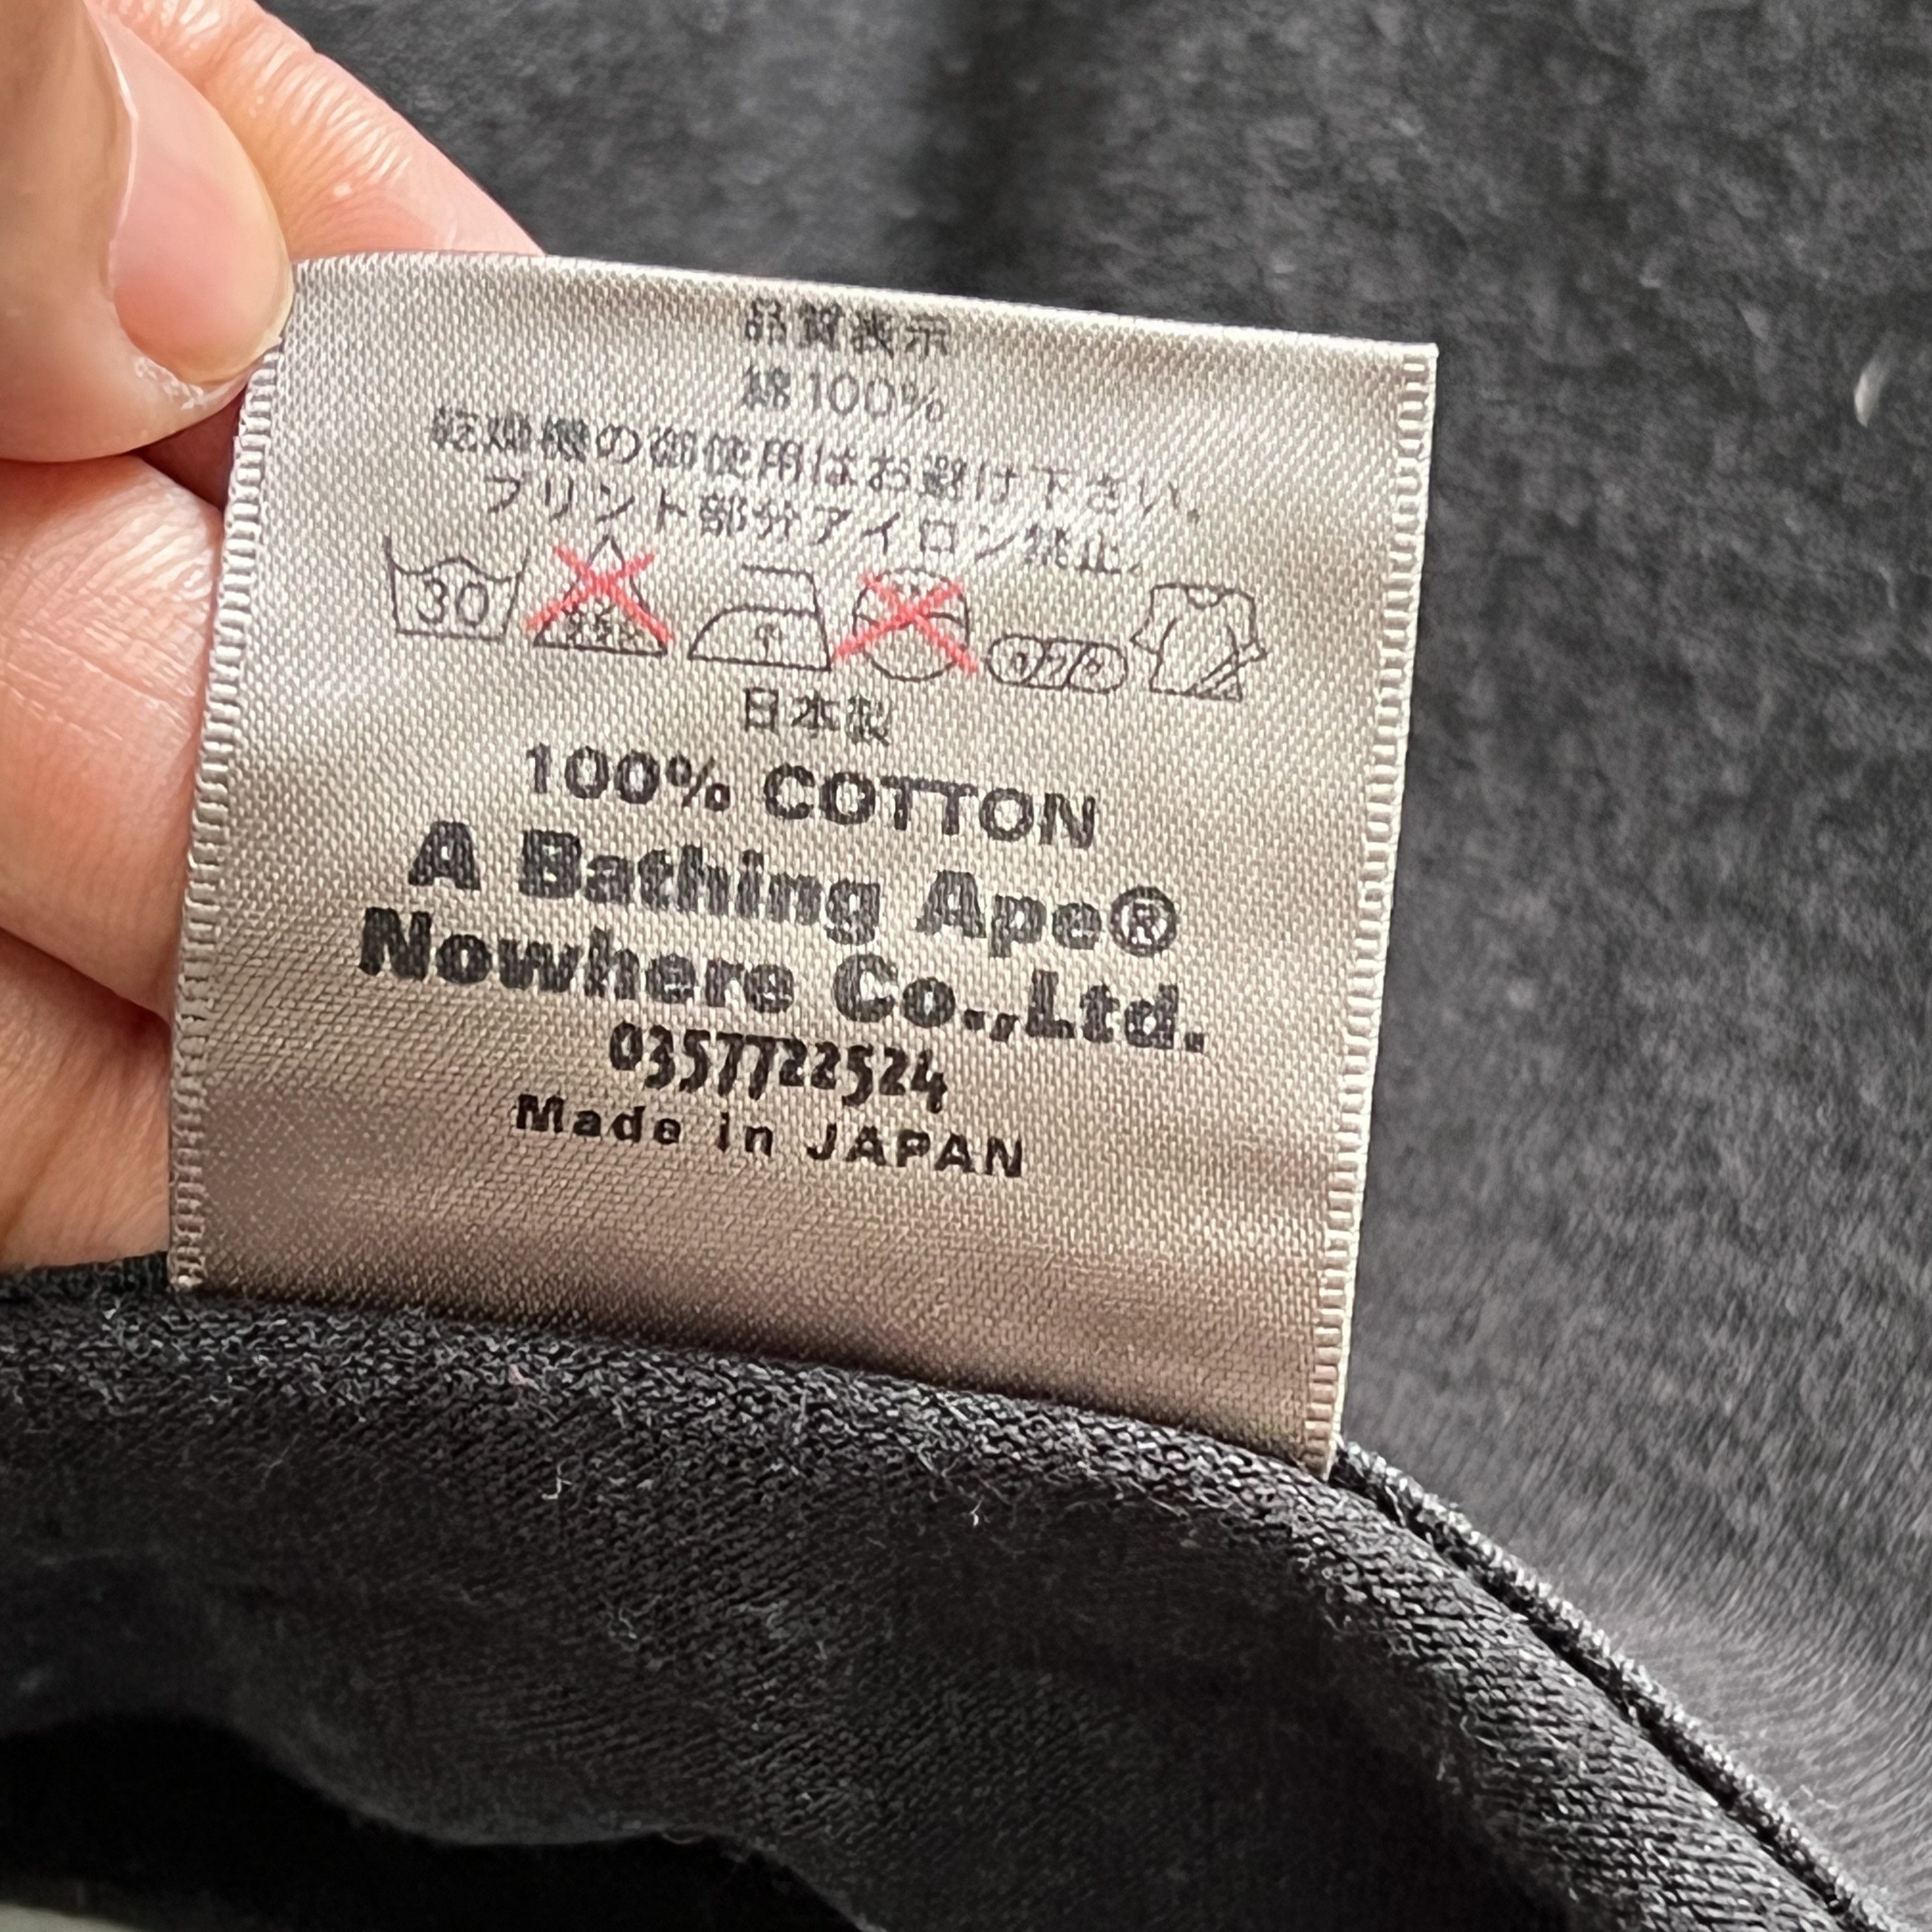 品質表示
綿100%
乾燥機の御使用はお避け下さい。
プリント部分アイロン禁止。
30 中
日本製
100% COTTON
A Bathing Ape®
Nowhere Co.,Ltd.
0357722524
Made in JAPAN